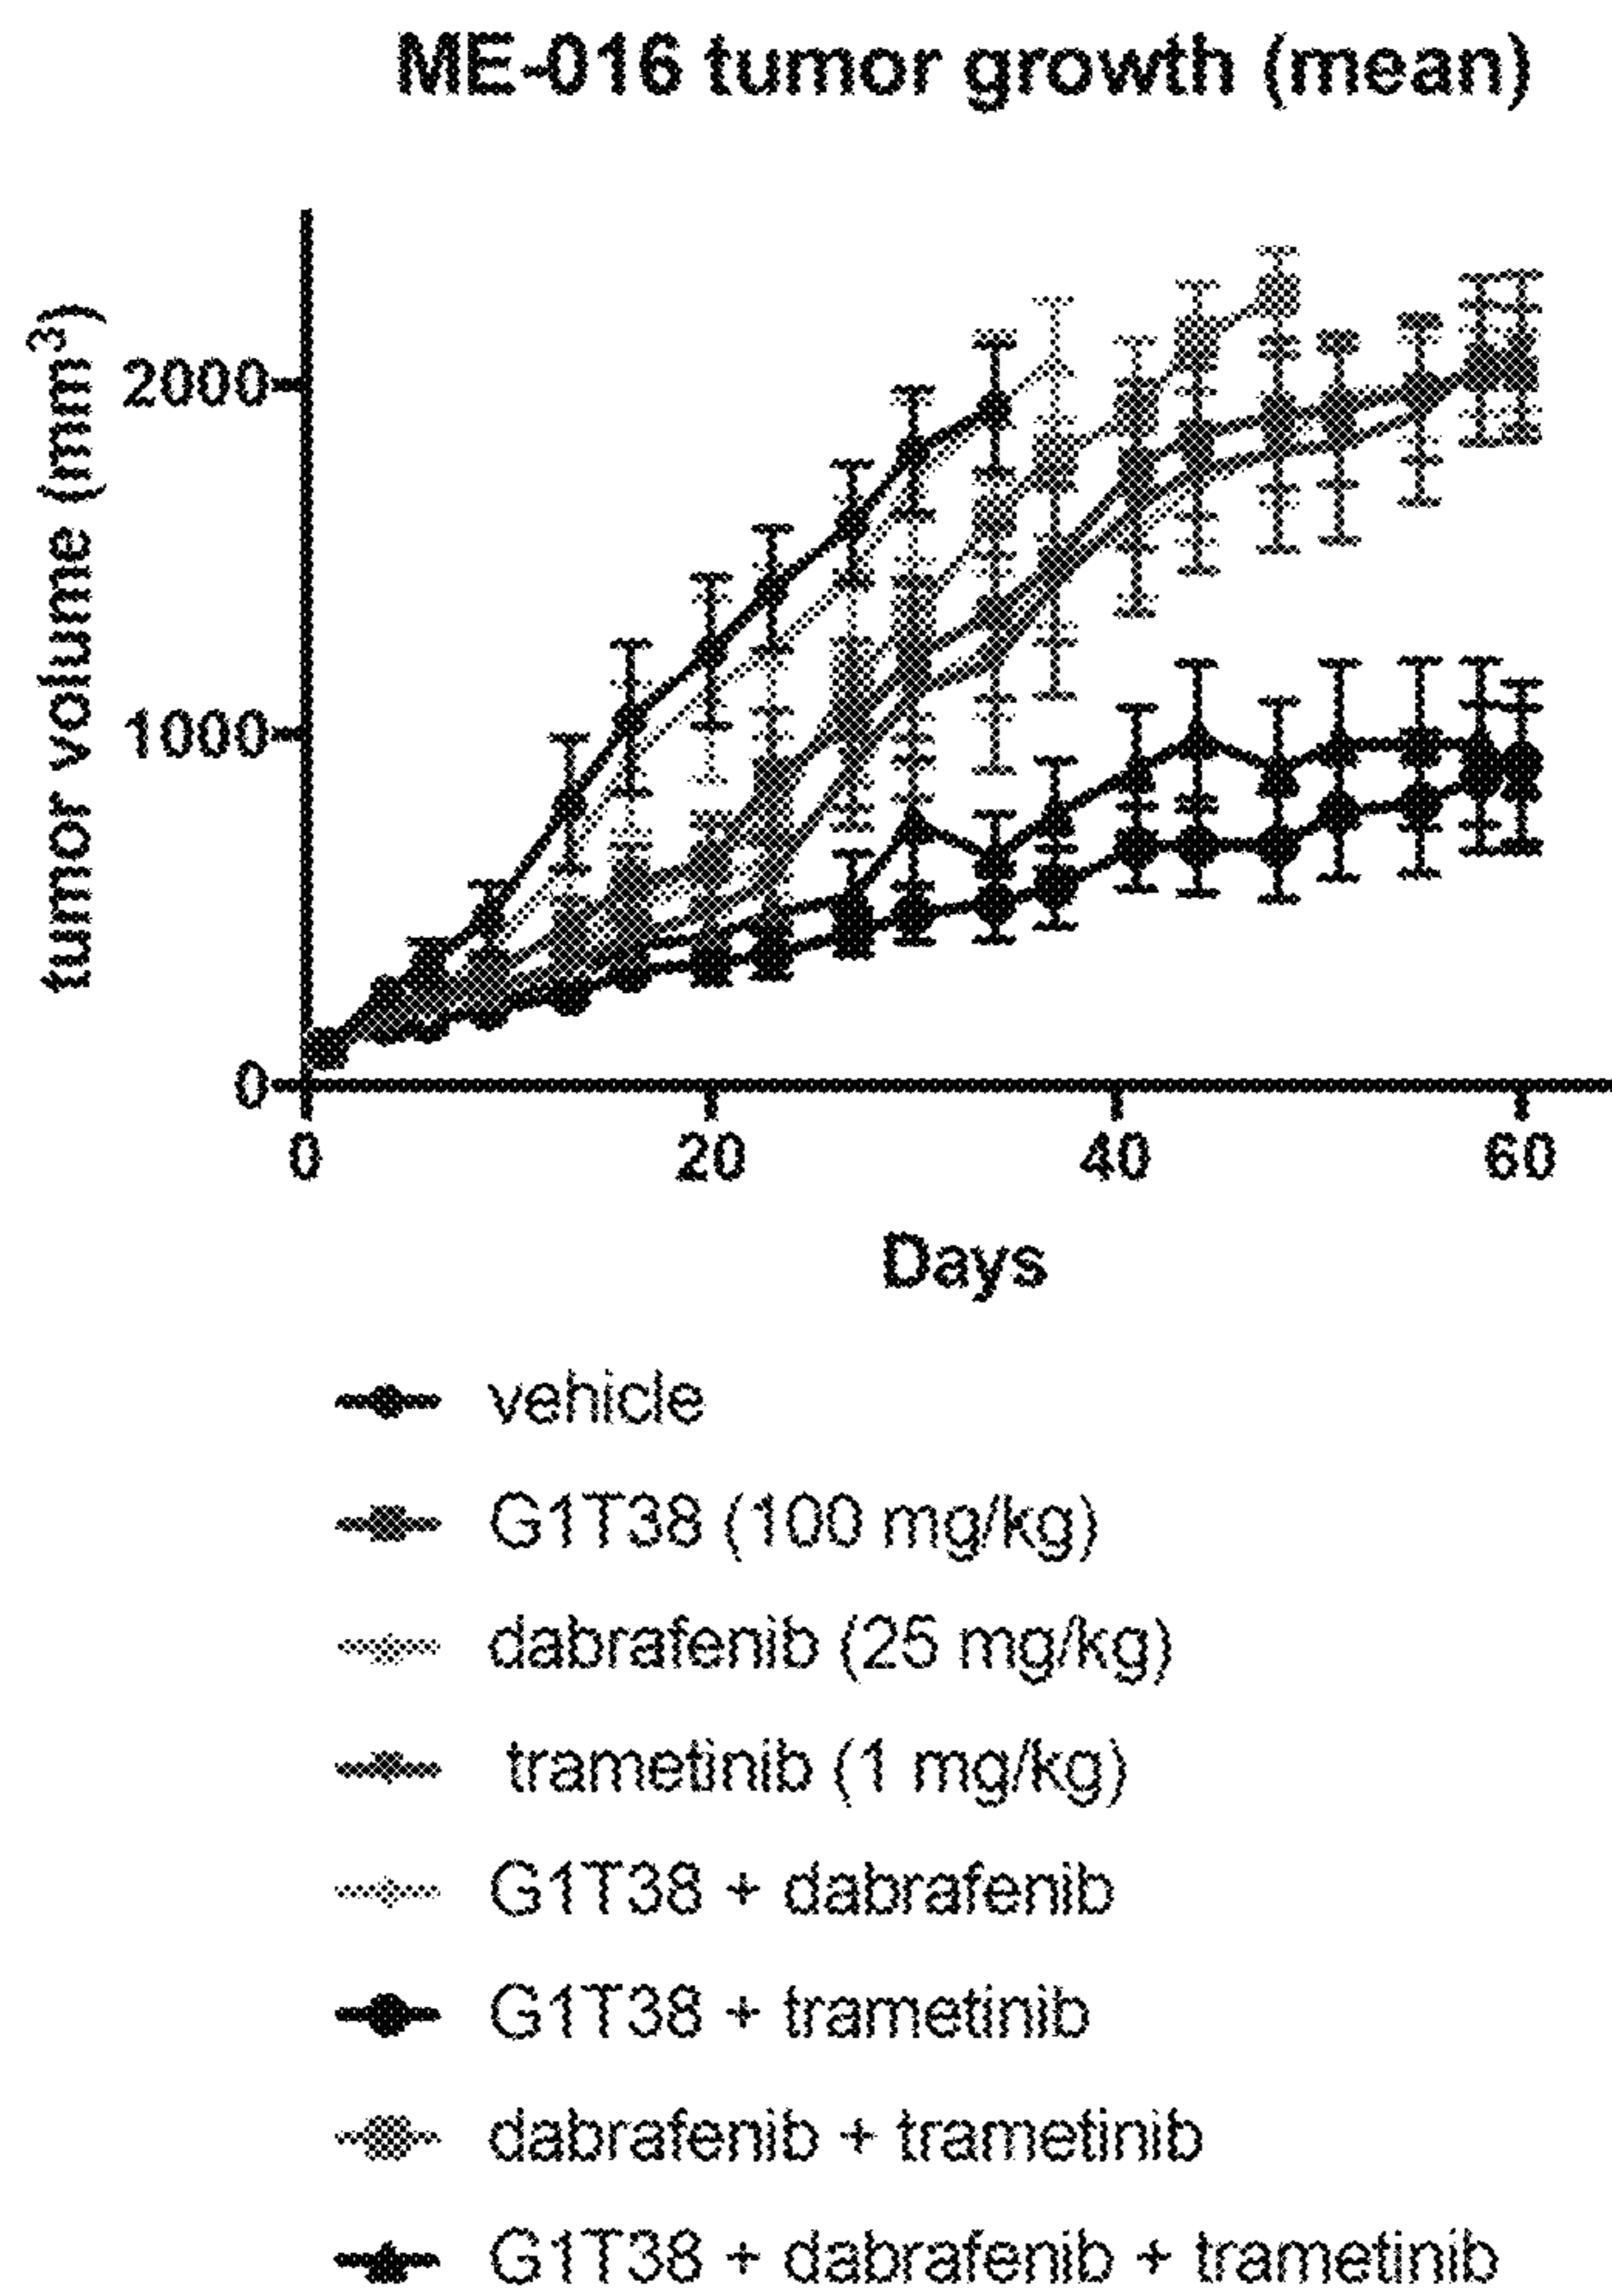 ME-016 tumor growth (mean)
tumor volume (mm³)
2000
1000
0
0 20 40 60
Days
vehicle
G1T38 (100 mg/kg)
dabrafenib (25 mg/kg)
trametinib (1 mg/kg)
G1T38 + dabrafenib
G1T38 + trametinib
dabrafenib + trametinib
G1T38 + dabrafenib + trametinib